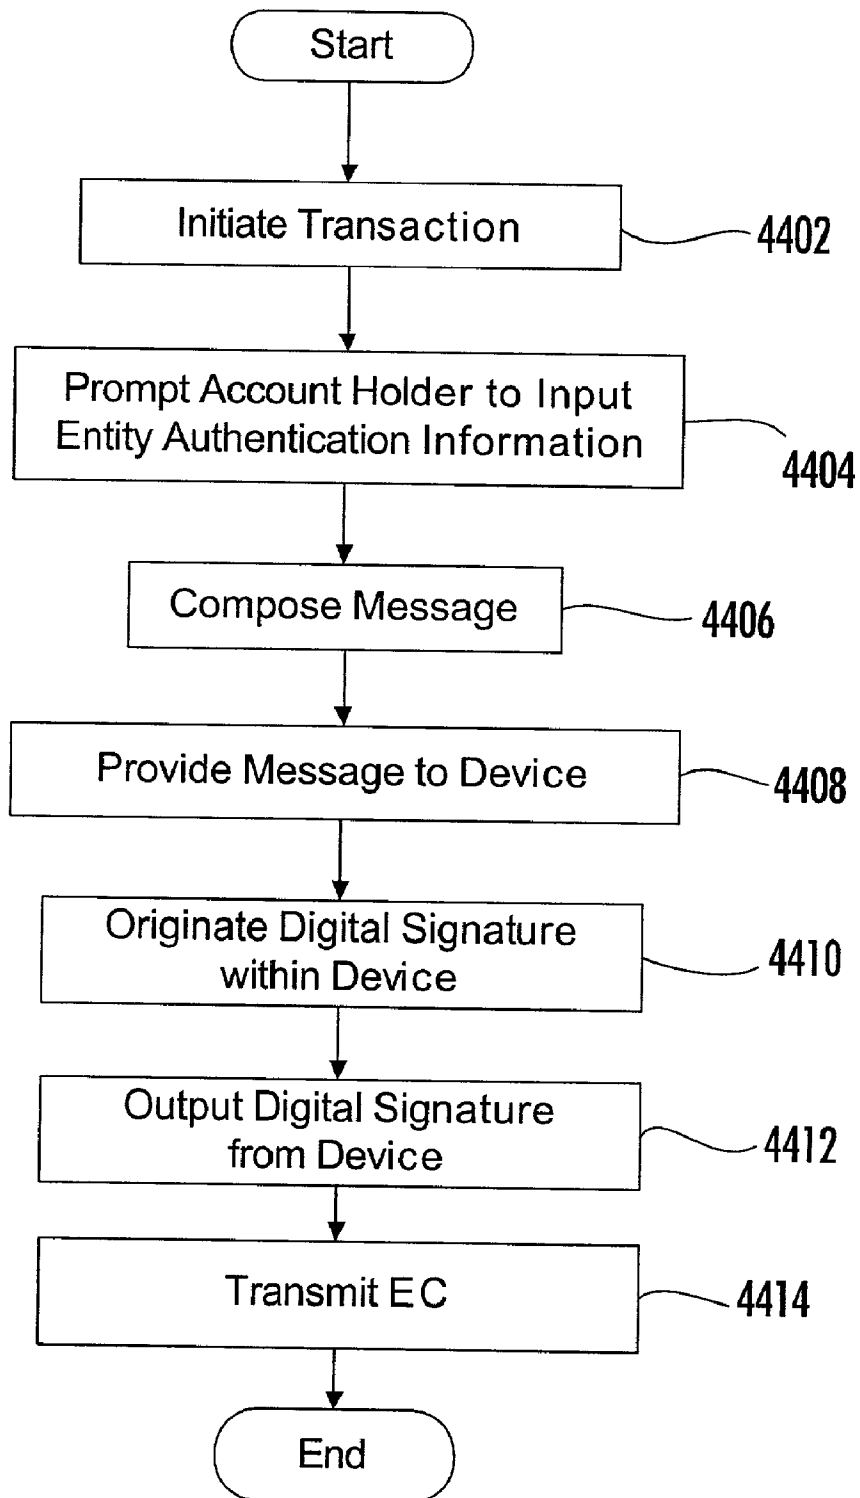 Start
Initiate Transaction
4402
Prompt Account Holder to Input
Entity Authentication Information
4404
Compose Message
4406
Provide Message to Device
4408
Originate Digital Signature
within Device
4410
Output Digital Signature
from Device
4412
Transmit EC
4414
End